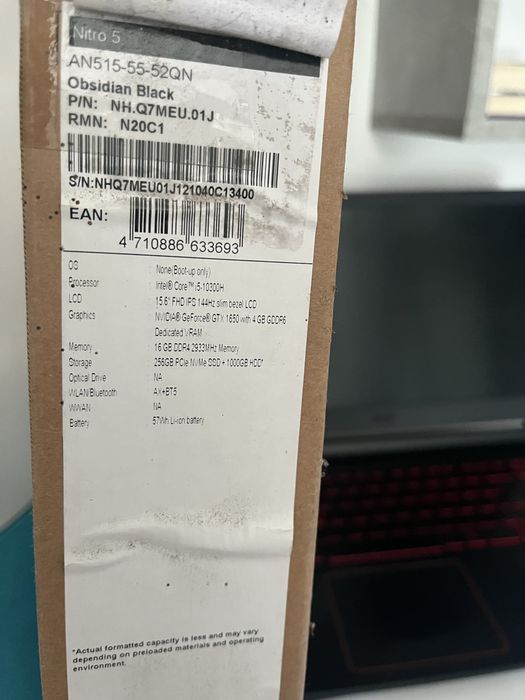 Nitro 5
AN515-55-52QN
Obsidian Black
P/N: NH.Q7MEU.01J
RMN: N20C1
S/N:NHQ7MEU01J121040C13400
EAN:
4 710886 633693
OS None(Boot-up only)
Processor Intel® Core™ i5-10300H
LCD 15.6" FHD IPS 144Hz slim bezel LCD
Graphics NVIDIA® GeForce® GTX 1650 with 4 GB GDDR6
Dedicated VRAM
Memory 16 GB DDR4 2933MHz Memory
Storage 256GB PCIe NVMe SSD + 1000GB HDD*
Optical Drive NA
WLAN/Bluetooth AX+BT5
WWAN NA
Battery 57Wh Li-ion battery
*Actual formatted capacity is less and may vary
depending on preloaded materials and operating
environment.